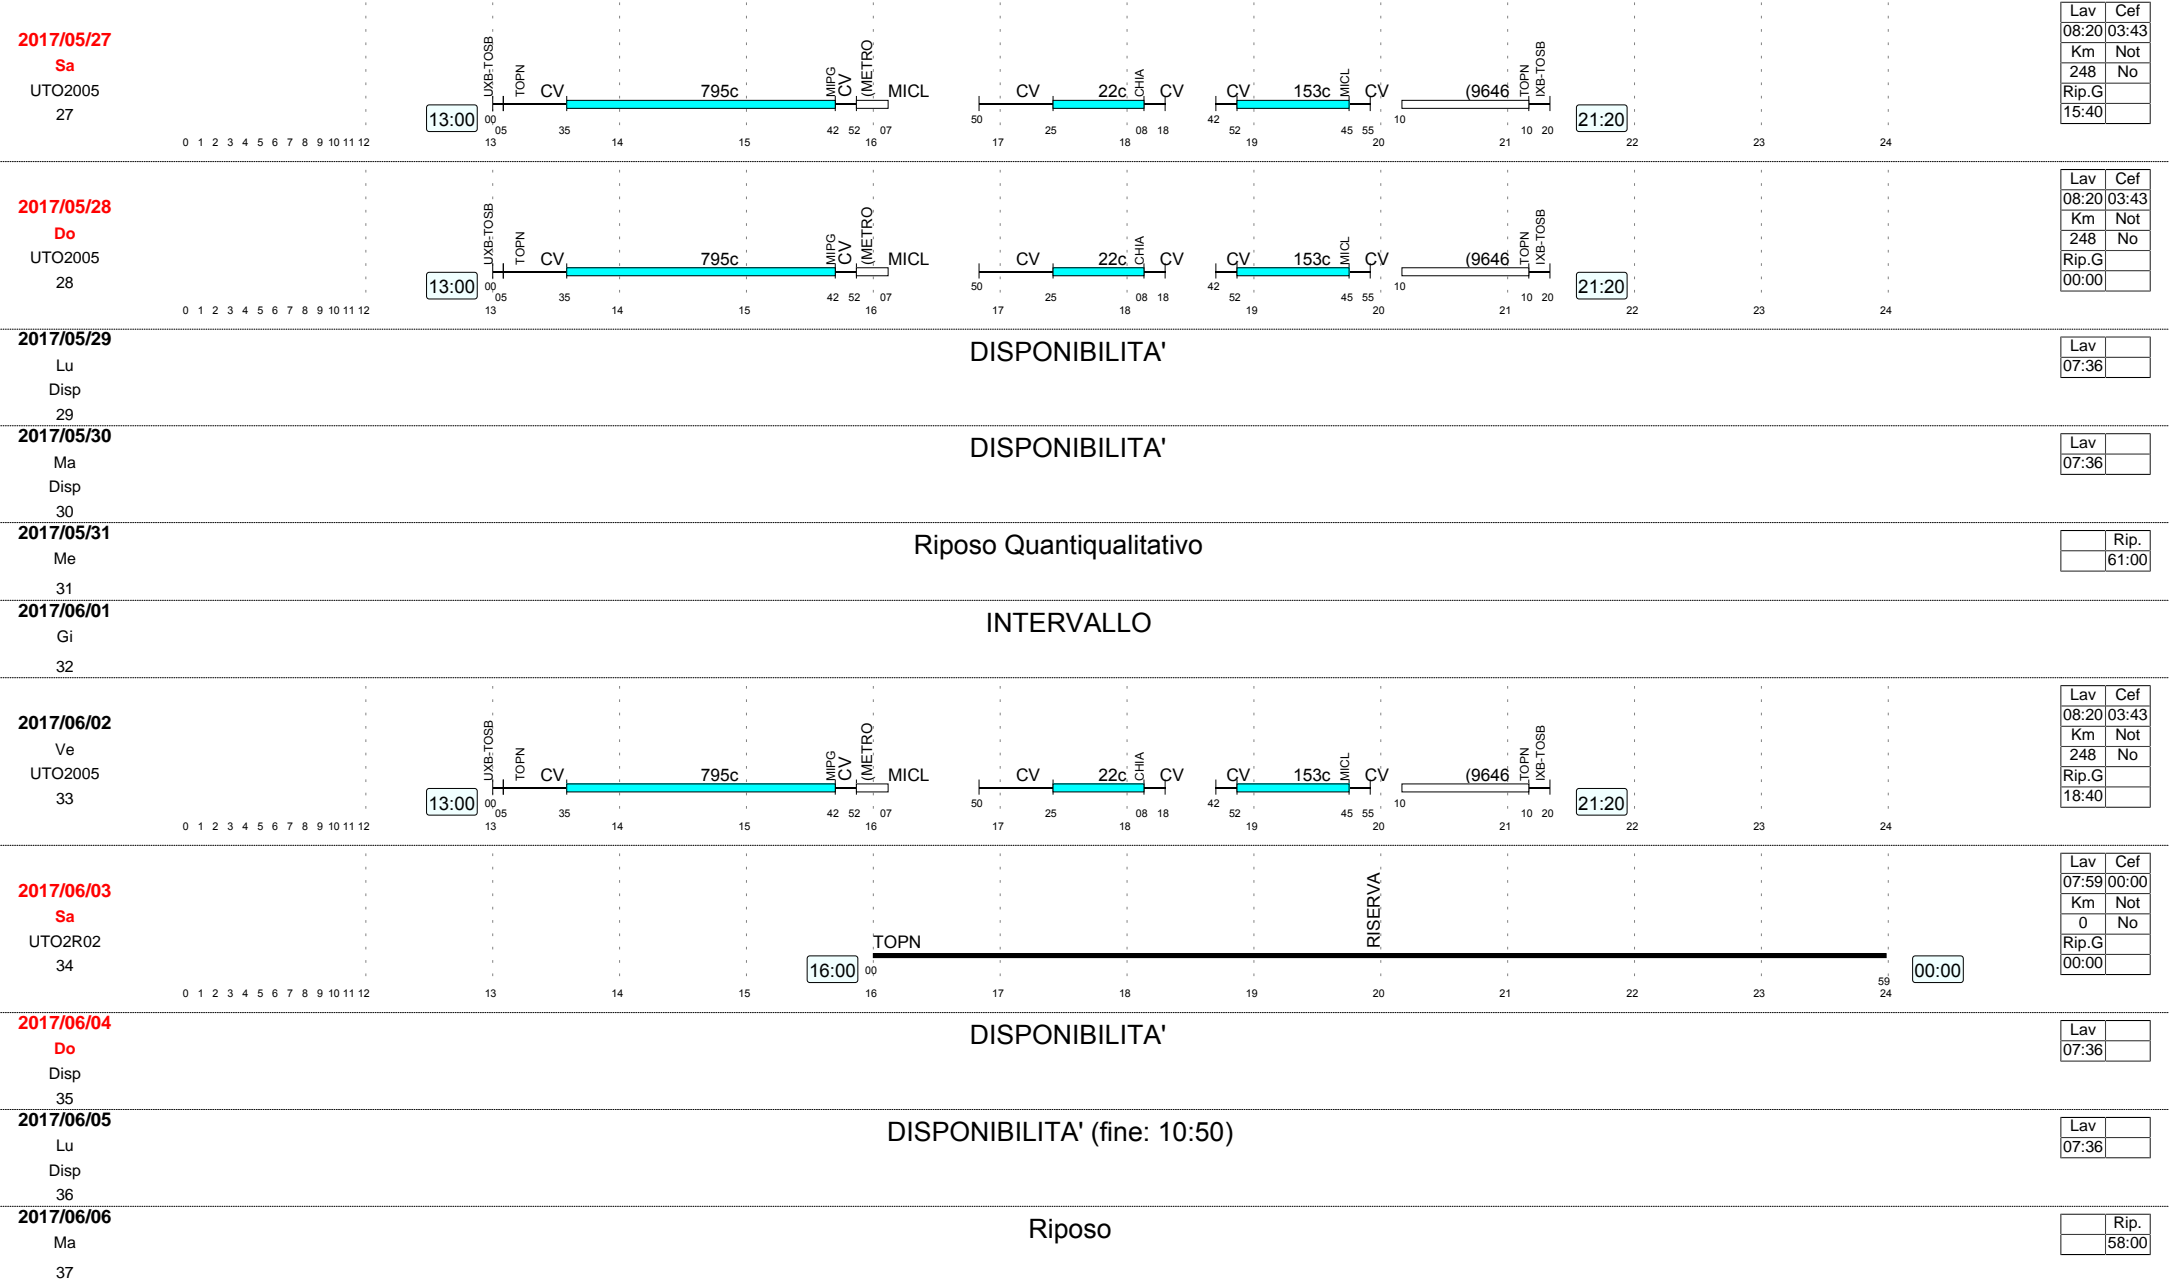 2017/05/27
Sa
UTO2005
27
13:00
UXB-TOSB TOPN CV 795c MIPG CV (METRO MICL CV 22c CHIA CV CV 153c MICL CV (9646 TOPN IXB-TOSB
00 05 35 42 52 07 50 25 08 18 42 52 45 55 10 10 20
21:20
0 1 2 3 4 5 6 7 8 9 10 11 12 13 14 15 16 17 18 19 20 21 22 23 24
Lav Cef
08:20 03:43
Km Not
248 No
Rip.G
15:40
2017/05/28
Do
UTO2005
28
13:00
UXB-TOSB TOPN CV 795c MIPG CV (METRO MICL CV 22c CHIA CV CV 153c MICL CV (9646 TOPN IXB-TOSB
00 05 35 42 52 07 50 25 08 18 42 52 45 55 10 10 20
21:20
0 1 2 3 4 5 6 7 8 9 10 11 12 13 14 15 16 17 18 19 20 21 22 23 24
Lav Cef
08:20 03:43
Km Not
248 No
Rip.G
00:00
2017/05/29
Lu
Disp
29
DISPONIBILITA'
Lav
07:36
2017/05/30
Ma
Disp
30
DISPONIBILITA'
Lav
07:36
2017/05/31
Me
31
Riposo Quantiqualitativo
Rip.
61:00
2017/06/01
Gi
32
INTERVALLO
2017/06/02
Ve
UTO2005
33
13:00
UXB-TOSB TOPN CV 795c MIPG CV (METRO MICL CV 22c CHIA CV CV 153c MICL CV (9646 TOPN IXB-TOSB
00 05 35 42 52 07 50 25 08 18 42 52 45 55 10 10 20
21:20
0 1 2 3 4 5 6 7 8 9 10 11 12 13 14 15 16 17 18 19 20 21 22 23 24
Lav Cef
08:20 03:43
Km Not
248 No
Rip.G
18:40
2017/06/03
Sa
UTO2R02
34
16:00
TOPN RISERVA
00 59
00:00
0 1 2 3 4 5 6 7 8 9 10 11 12 13 14 15 16 17 18 19 20 21 22 23 24
Lav Cef
07:59 00:00
Km Not
0 No
Rip.G
00:00
2017/06/04
Do
Disp
35
DISPONIBILITA'
Lav
07:36
2017/06/05
Lu
Disp
36
DISPONIBILITA' (fine: 10:50)
Lav
07:36
2017/06/06
Ma
37
Riposo
Rip.
58:00